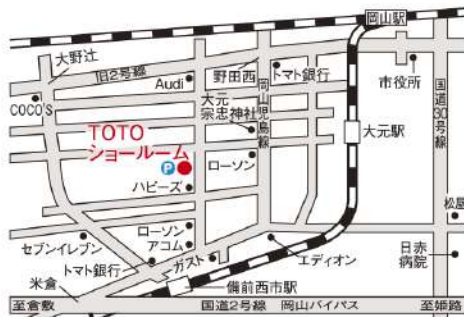 岡山駅
大野辻
旧2号線
Audi
野田西
トマト銀行
市役所
COCO'S
大元
宗忠神社
岡山児島線
国道30号線
TOTO
ショールーム
P
ローソン
大元駅
ハピーズ
松屋
セブンイレブン
ローソン
アコム
ガスト
エディオン
日赤
病院
トマト銀行
米倉
備前西市駅
至倉敷
国道2号線 岡山バイパス
至姫路